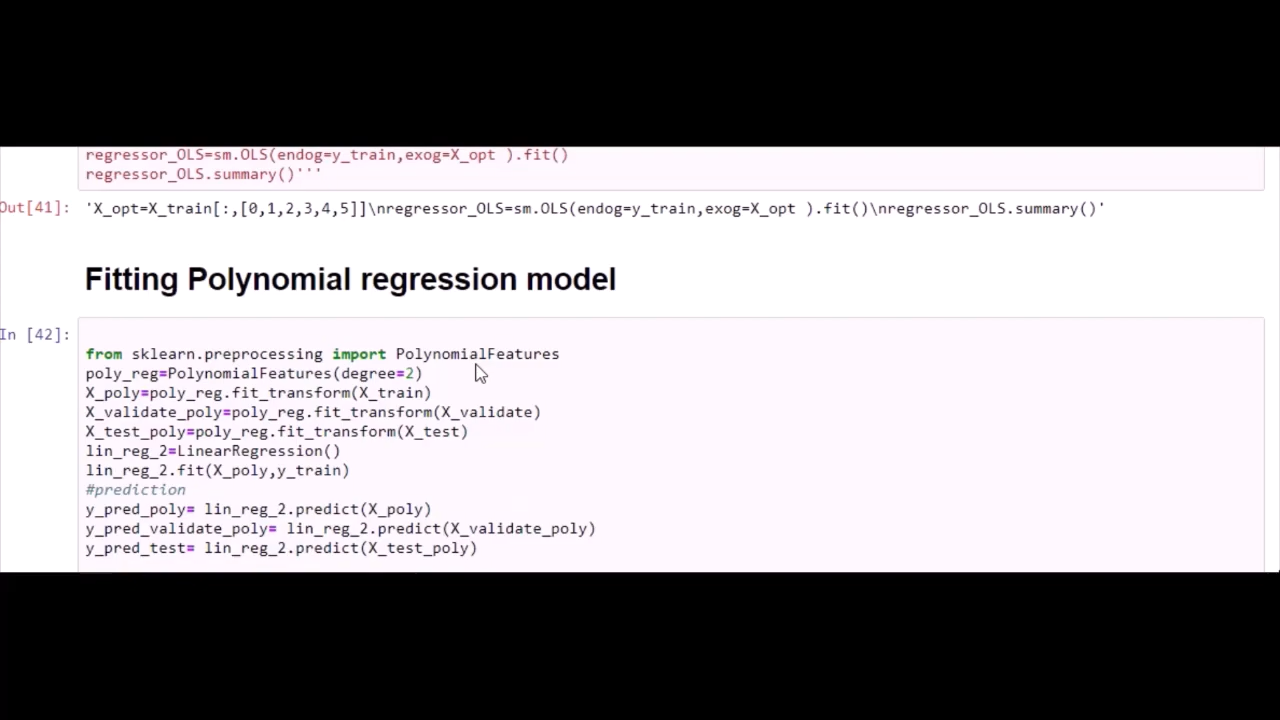 regressor_OLS=sm.OLS(endog=y_train,exog=X_opt ).fit()
regressor_OLS.summary()'''
Out[41]: 'X_opt=X_train[:,[0,1,2,3,4,5]]\nregressor_OLS=sm.OLS(endog=y_train,exog=X_opt ).fit()\nregressor_OLS.summary()'
Fitting Polynomial regression model
In [42]:
from sklearn.preprocessing import PolynomialFeatures
poly_reg=PolynomialFeatures(degree=2)
X_poly=poly_reg.fit_transform(X_train)
X_validate_poly=poly_reg.fit_transform(X_validate)
X_test_poly=poly_reg.fit_transform(X_test)
lin_reg_2=LinearRegression()
lin_reg_2.fit(X_poly,y_train)
#prediction
y_pred_poly= lin_reg_2.predict(X_poly)
y_pred_validate_poly= lin_reg_2.predict(X_validate_poly)
y_pred_test= lin_reg_2.predict(X_test_poly)